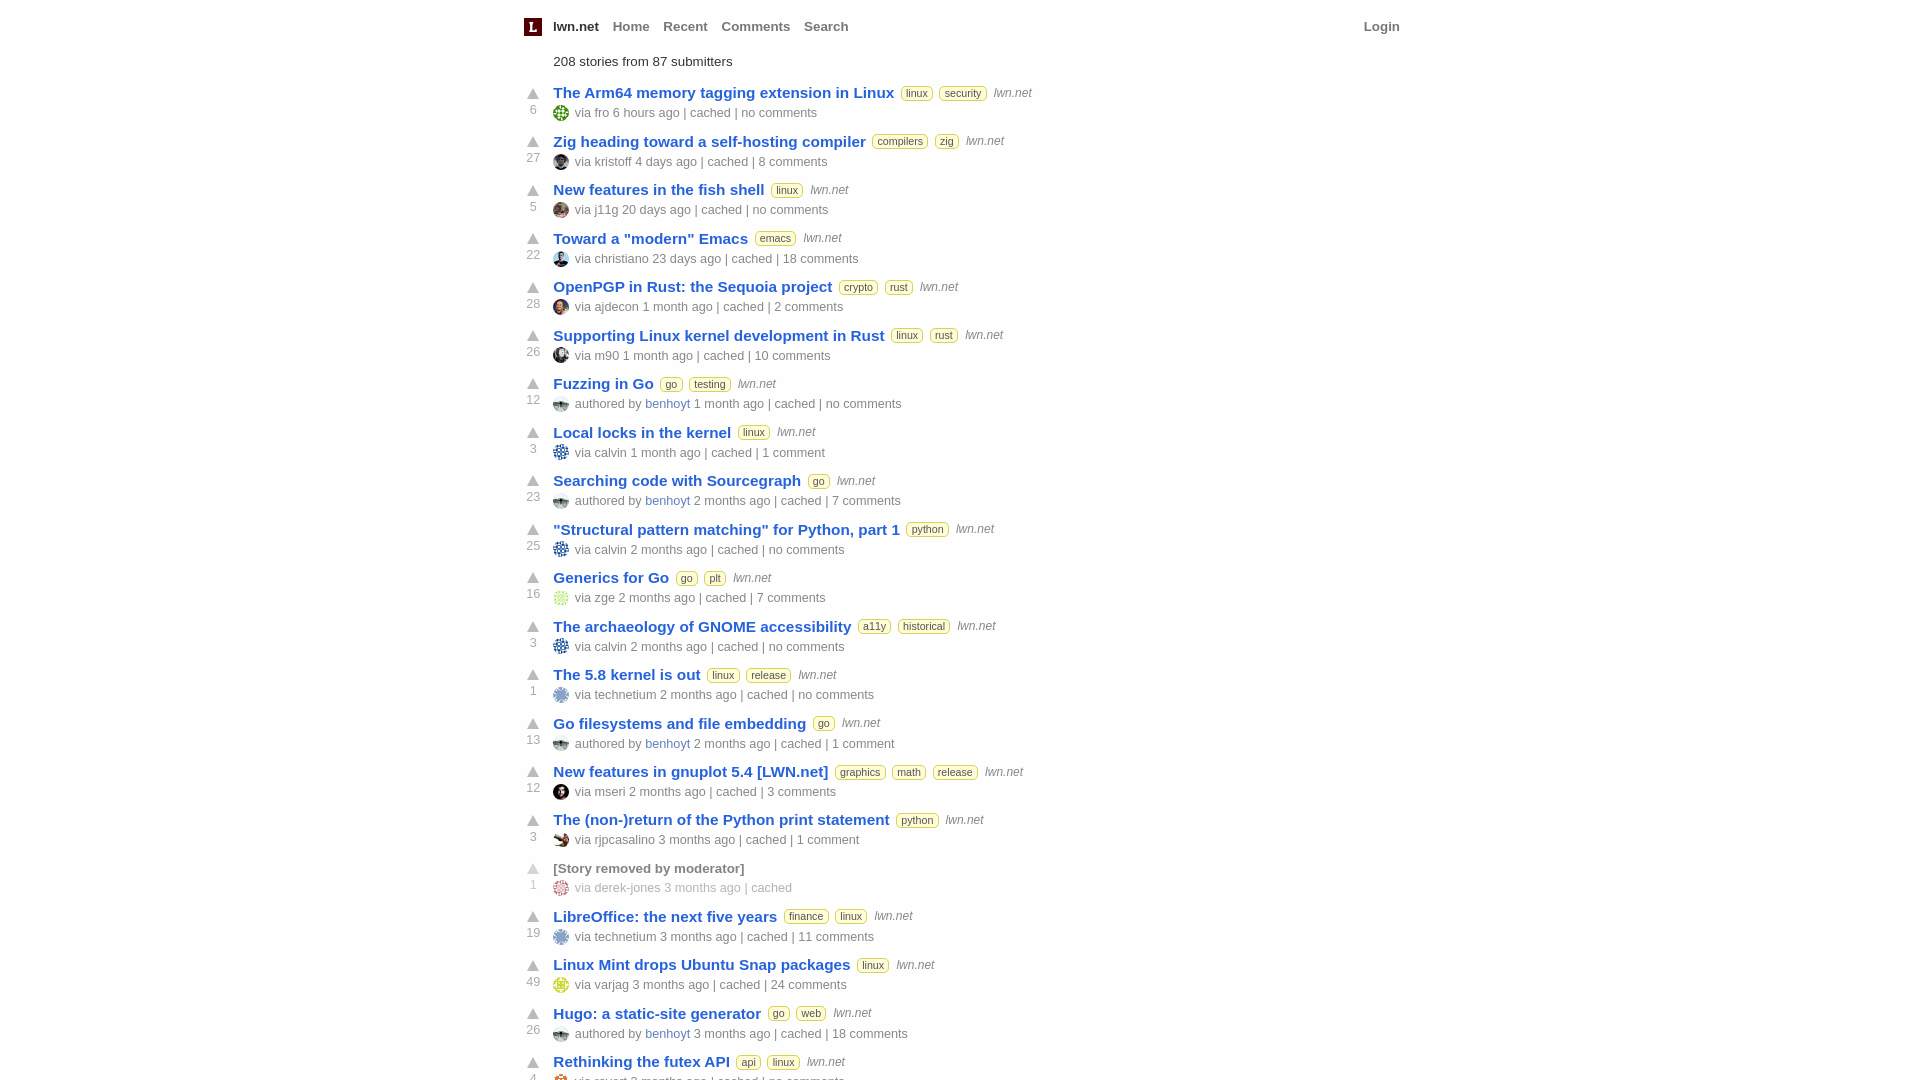 L lwn.net Home Recent Comments Search Login
208 stories from 87 submitters
The Arm64 memory tagging extension in Linux linux security lwn.net
6 via fro 6 hours ago | cached | no comments
Zig heading toward a self-hosting compiler compilers zig lwn.net
27 via kristoff 4 days ago | cached | 8 comments
New features in the fish shell linux lwn.net
5 via j11g 20 days ago | cached | no comments
Toward a "modern" Emacs emacs lwn.net
22 via christiano 23 days ago | cached | 18 comments
OpenPGP in Rust: the Sequoia project crypto rust lwn.net
28 via ajdecon 1 month ago | cached | 2 comments
Supporting Linux kernel development in Rust linux rust lwn.net
26 via m90 1 month ago | cached | 10 comments
Fuzzing in Go go testing lwn.net
12 authored by benhoyt 1 month ago | cached | no comments
Local locks in the kernel linux lwn.net
3 via calvin 1 month ago | cached | 1 comment
Searching code with Sourcegraph go lwn.net
23 authored by benhoyt 2 months ago | cached | 7 comments
"Structural pattern matching" for Python, part 1 python lwn.net
25 via calvin 2 months ago | cached | no comments
Generics for Go go plt lwn.net
16 via zge 2 months ago | cached | 7 comments
The archaeology of GNOME accessibility a11y historical lwn.net
3 via calvin 2 months ago | cached | no comments
The 5.8 kernel is out linux release lwn.net
1 via technetium 2 months ago | cached | no comments
Go filesystems and file embedding go lwn.net
13 authored by benhoyt 2 months ago | cached | 1 comment
New features in gnuplot 5.4 [LWN.net] graphics math release lwn.net
12 via mseri 2 months ago | cached | 3 comments
The (non-)return of the Python print statement python lwn.net
3 via rjpcasalino 3 months ago | cached | 1 comment
[Story removed by moderator]
1 via derek-jones 3 months ago | cached
LibreOffice: the next five years finance linux lwn.net
19 via technetium 3 months ago | cached | 11 comments
Linux Mint drops Ubuntu Snap packages linux lwn.net
49 via varjag 3 months ago | cached | 24 comments
Hugo: a static-site generator go web lwn.net
26 authored by benhoyt 3 months ago | cached | 18 comments
Rethinking the futex API api linux lwn.net